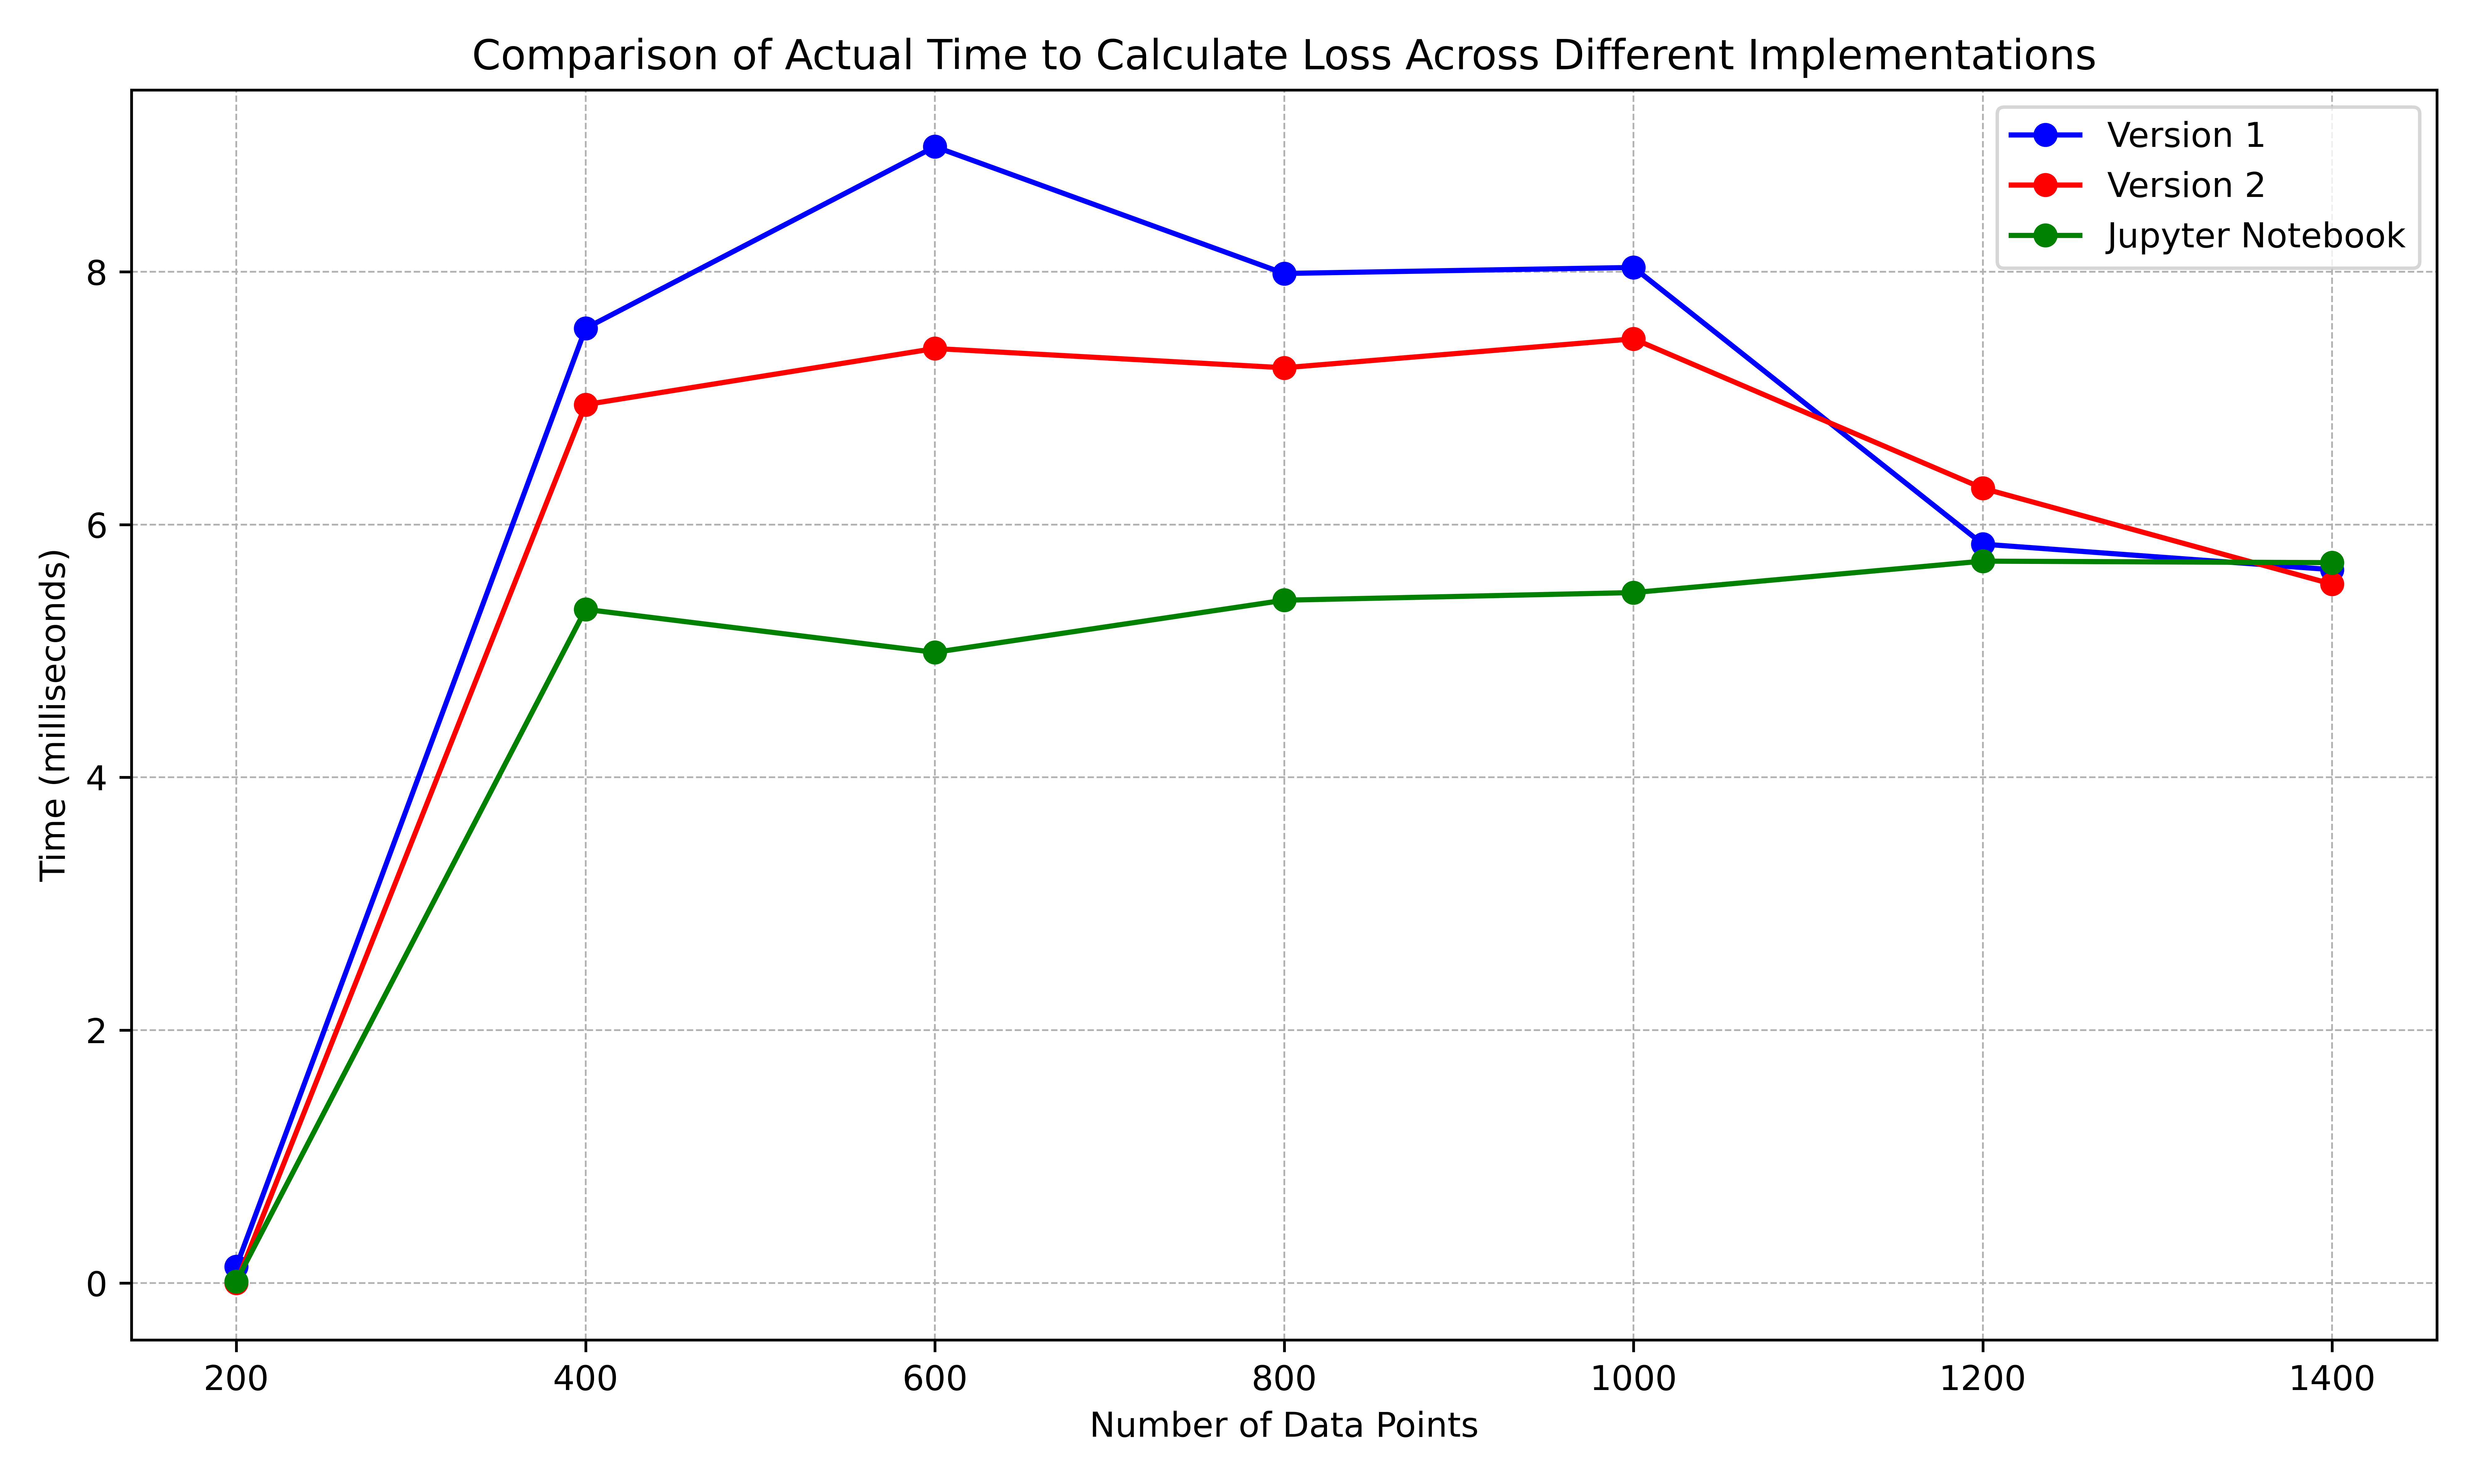 Comparison of Actual Time to Calculate Loss Across Different Implementations
Version 1
Version 2
Jupyter Notebook
Time (milliseconds)
8
6
4
2
0
200 400 600 800 1000 1200 1400
Number of Data Points